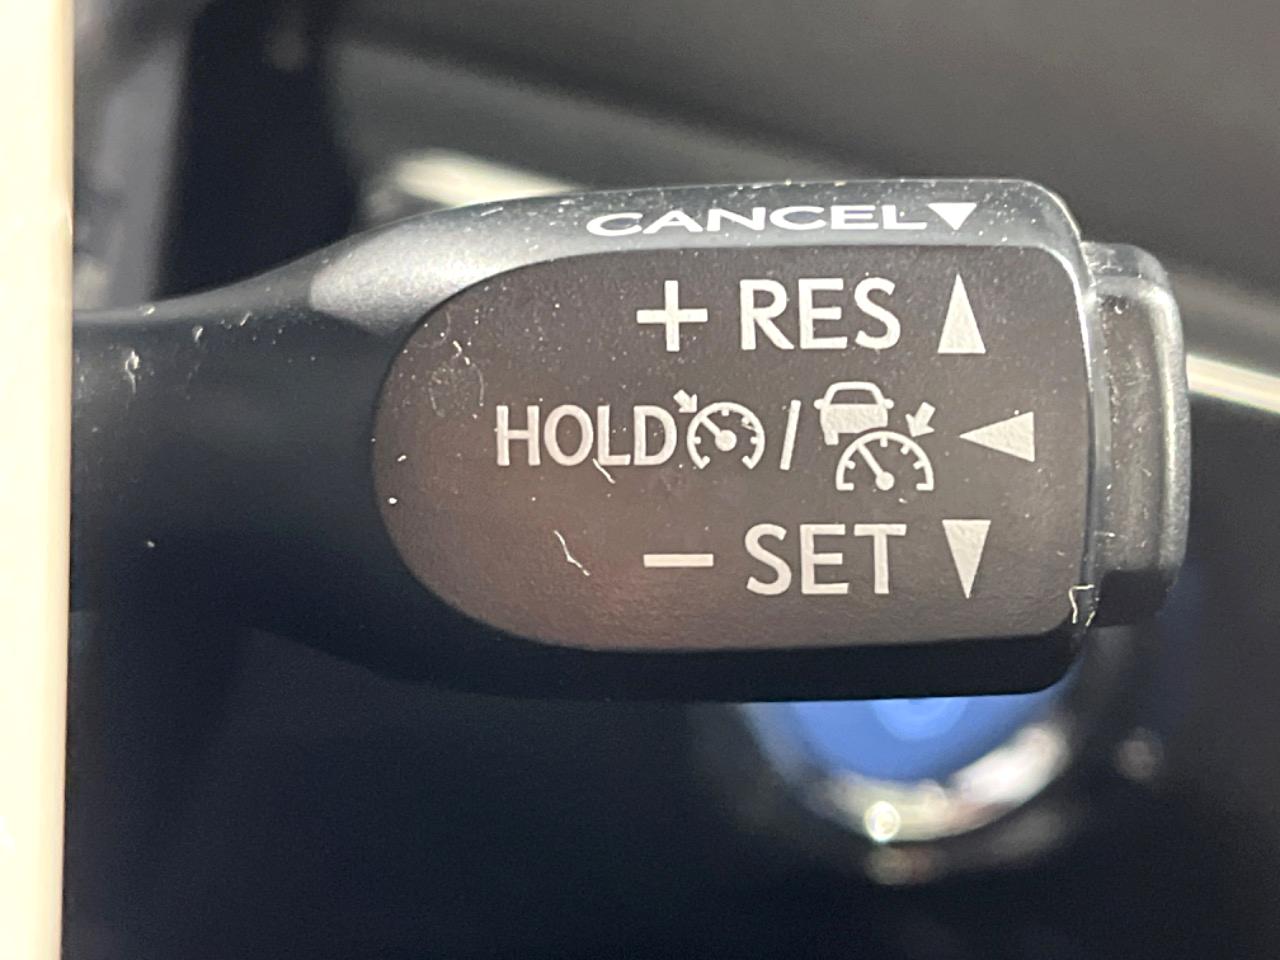 CANCEL▼
+ RES ▲
HOLD / ◀
− SET ▼